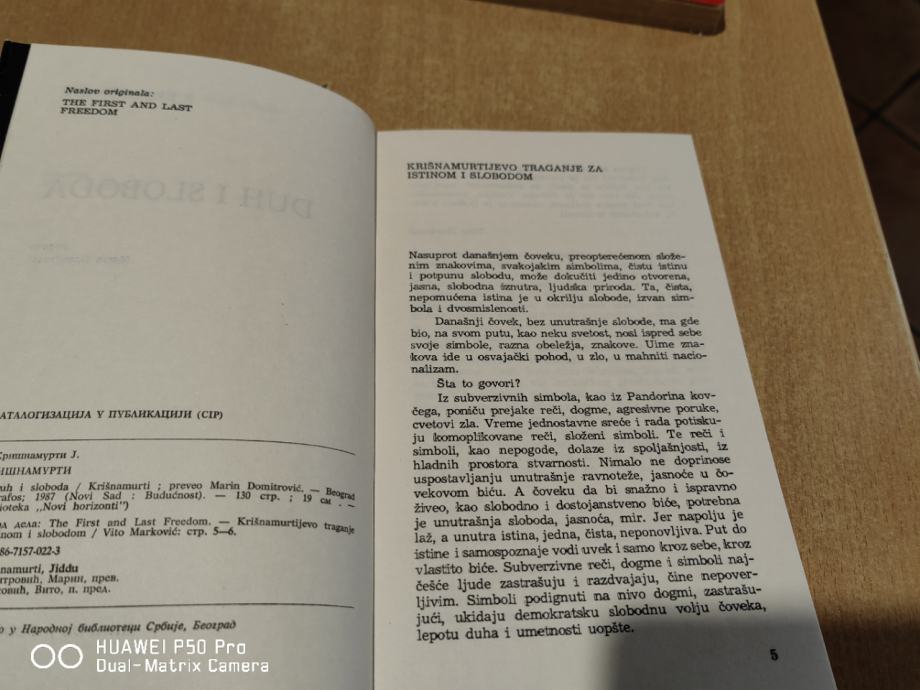 Naslov originala:
THE FIRST AND LAST
FREEDOM
DUH I SLOBODA
АТАЛОГИЗАЦИЈА У ПУБЛИКАЦИЈИ (CIP)
Кришнамурти Ј.
ИШНАМУРТИ
uh i sloboda / Krišnamurti ; preveo Marin Domitrović. — Beograd
rafos; 1987 (Novi Sad : Budućnost). — 130 стр. ; 19 см . —
lioteka ,,Novi horizonti")
ла дела: The First and Last Freedom. — Krišnamurtijevo traganje
inom i slobodom / Vito Marković: стр. 5—6.
86-7157-022-3
namurti, Jiddu
тровић, Марин, прев.
овић, Вито, п. пред.
о у Народној библиотеци Србије, Београд
HUAWEI P50 Pro
Dual-Matrix Camera
KRIŠNAMURTIJEVO TRAGANJE ZA
ISTINOM I SLOBODOM
Nasuprot današnjem čoveku, preopterećenom slože-
nim znakovima, svakojakim simbolima, čistu istinu
i potpunu slobodu, može dokučiti jedino otvorena,
jasna, slobodna iznutra, ljudska priroda. Ta, čista,
nepomućena istina je u okrilju slobode, izvan sim-
bola i dvosmislenosti.
Današnji čovek, bez unutrašnje slobode, ma gde
bio, na svom putu, kao neku svetost, nosi ispred sebe
svoje simbole, razna obeležja, znakove. Uime zna-
kova ide u osvajački pohod, u zlo, u mahniti nacio-
nalizam.
Šta to govori?
Iz subverzivnih simbola, kao iz Pandorina kov-
čega, poniču prejake reči, dogme, agresivne poruke,
cvetovi zla. Vreme jednostavne sreće i rada potisku-
ju komoplikovane reči, složeni simboli. Te reči i
simboli, kao nepogode, dolaze iz spoljašnjosti, iz
hladnih prostora stvarnosti. Nimalo ne doprinose
uspostavljanju unutrašnje ravnoteže, jasnoće u čo-
vekovom biću. A čoveku da bi snažno i ispravno
živeo, kao slobodno i dostojanstveno biće, potrebna
je unutrašnja sloboda, jasnoća, mir. Jer napolju je
laž, a unutra istina, jedna, čista, neponovljiva. Put do
istine i samospoznaje vodi uvek i samo kroz sebe, kroz
vlastito biće. Subverzivne reči, dogme i simboli naj-
češće ljude zastrašuju i razdvajaju, čine nepover-
ljivim. Simboli podignuti na nivo dogmi, zastrašu-
jući, ukidaju demokratsku slobodnu volju čoveka,
lepotu duha i umetnosti uopšte.
5